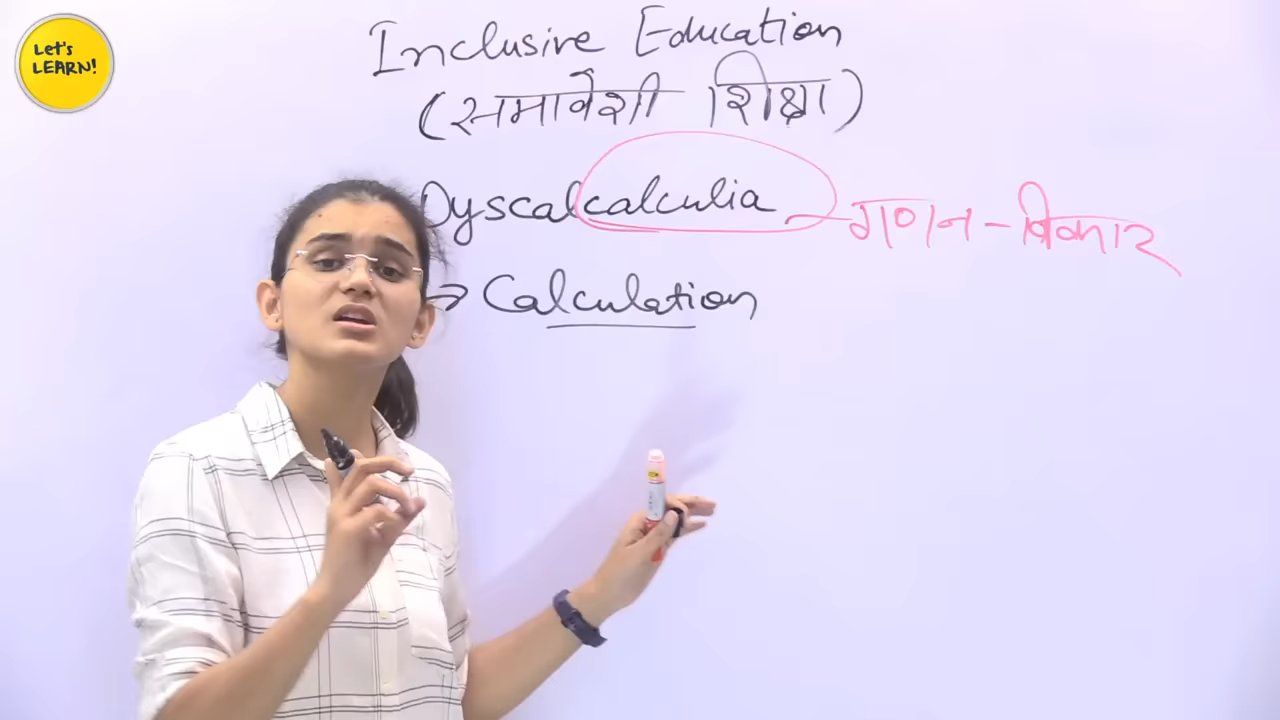 Let's
LEARN!
Inclusive Education
(समावेशी शिक्षा)
Dyscalculia
गणन - विकार
→ Calculation